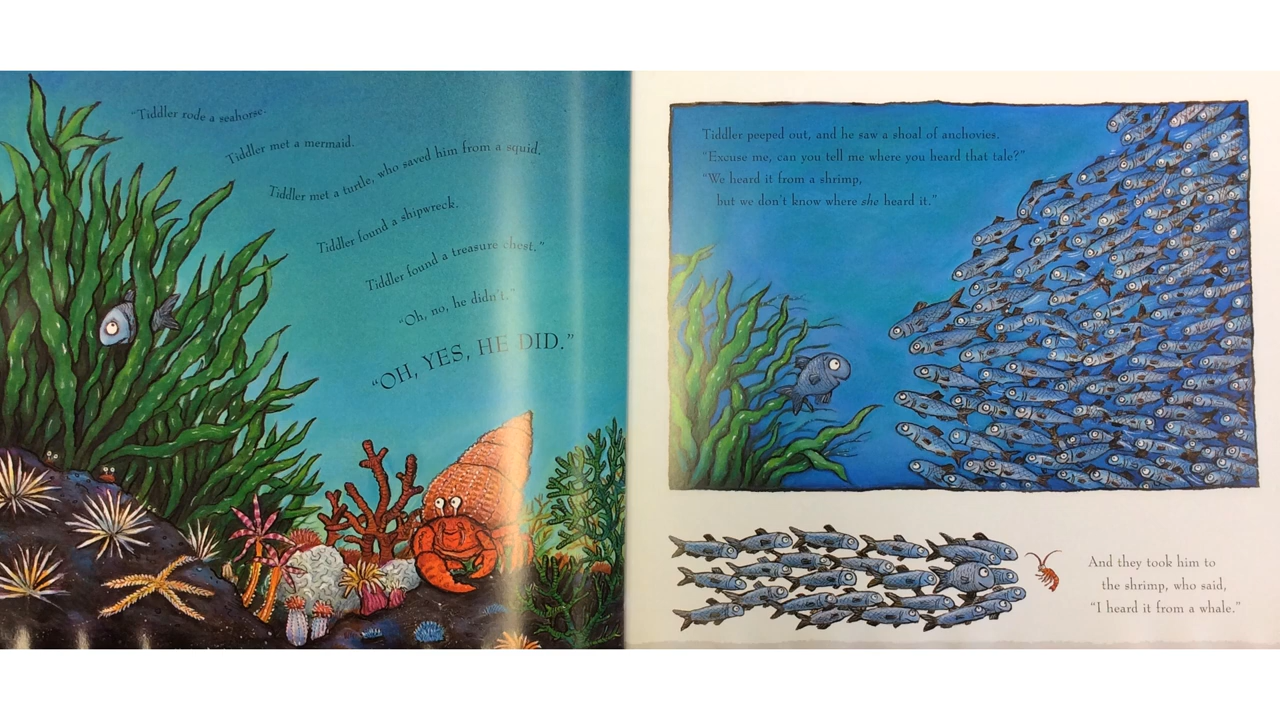 "Tiddler rode a seahorse.
Tiddler met a mermaid.
Tiddler met a turtle, who saved him from a squid.
Tiddler found a shipwreck.
Tiddler found a treasure chest."
"Oh, no, he didn't."
"OH, YES, HE DID."
Tiddler peeped out, and he saw a shoal of anchovies.
"Excuse me, can you tell me where you heard that tale?"
"We heard it from a shrimp,
but we don't know where she heard it."
And they took him to
the shrimp, who said,
"I heard it from a whale."